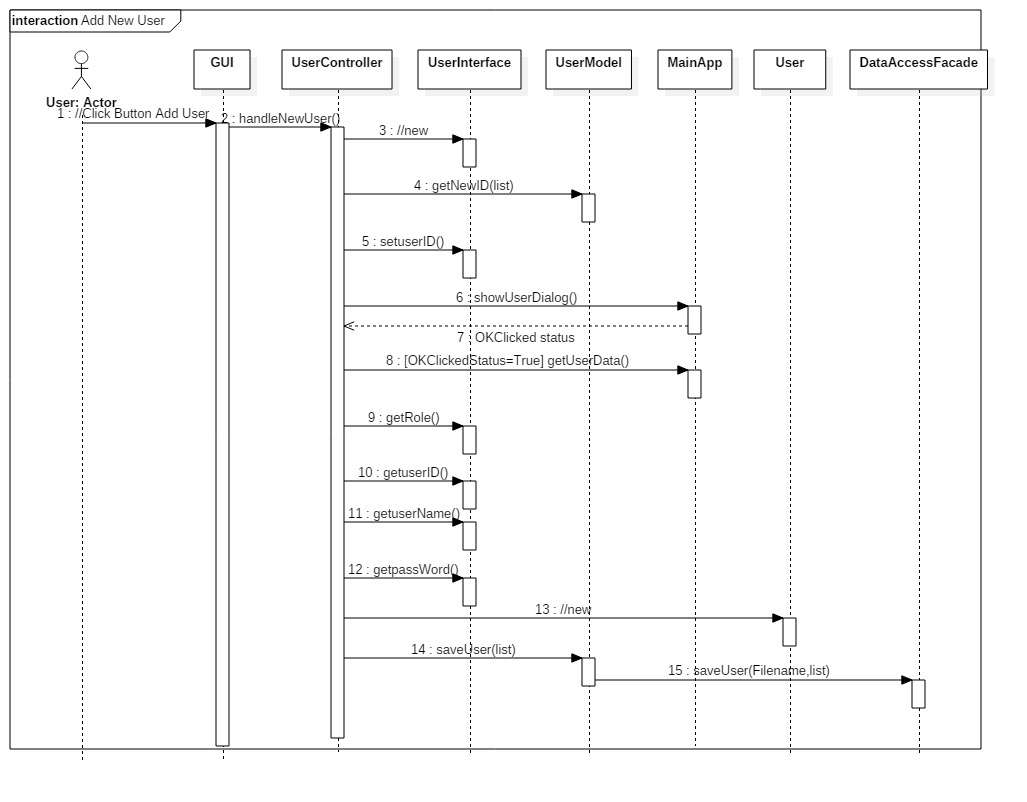 interaction Add New User
User: Actor
GUI
UserController
UserInterface
UserModel
MainApp
User
DataAccessFacade
1 : //Click Button Add User
2 : handleNewUser()
3 : //new
4 : getNewID(list)
5 : setuserID()
6 : showUserDialog()
7 : OKClicked status
8 : [OKClickedStatus=True] getUserData()
9 : getRole()
10 : getuserID()
11 : getuserName()
12 : getpassWord()
13 : //new
14 : saveUser(list)
15 : saveUser(Filename,list)